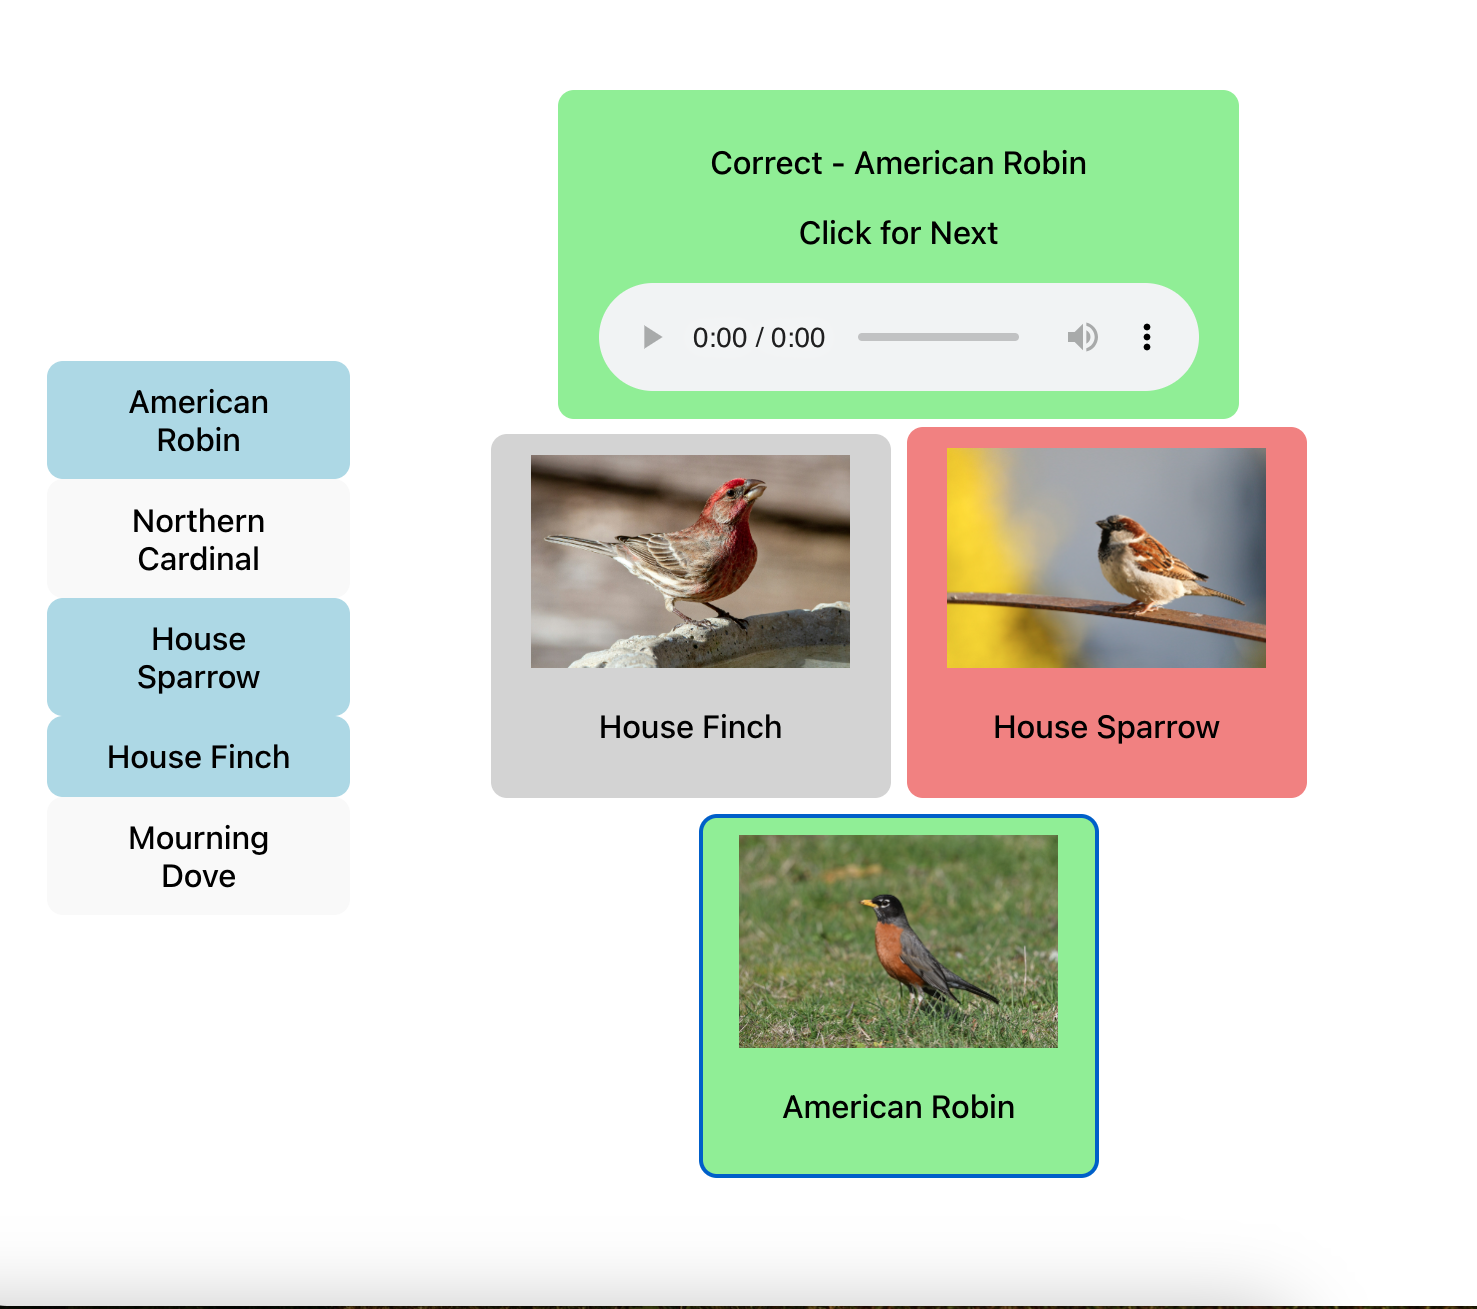 Correct - American Robin
Click for Next
0:00 / 0:00
American
Robin
Northern
Cardinal
House
Sparrow
House Finch
Mourning
Dove
House Finch
House Sparrow
American Robin